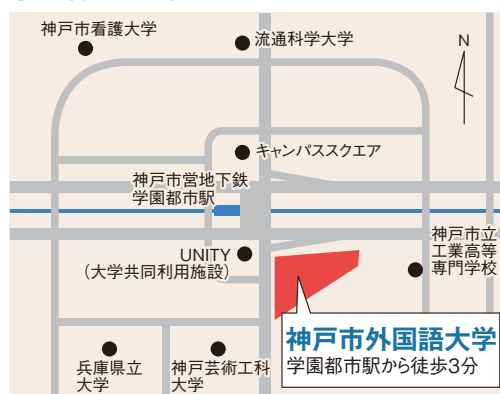 神戸市看護大学
流通科学大学
N
キャンパススクエア
神戸市営地下鉄
学園都市駅
UNITY
(大学共同利用施設)
神戸市立
工業高等
専門学校
神戸市外国語大学
学園都市駅から徒歩3分
兵庫県立
大学
神戸芸術工科
大学